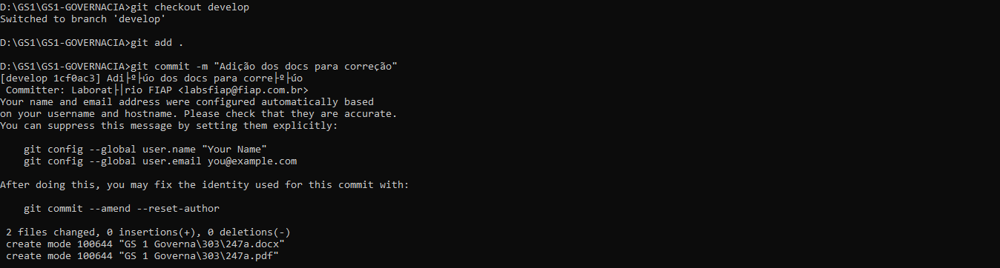 D:\GS1\GS1-GOVERNACIA>git checkout develop
Switched to branch 'develop'
D:\GS1\GS1-GOVERNACIA>git add .
D:\GS1\GS1-GOVERNACIA>git commit -m "Adição dos docs para correção"
[develop 1cf0ac3] Adi├º├úo dos docs para corre├º├úo
Committer: Laborat├│rio FIAP <labsfiap@fiap.com.br>
Your name and email address were configured automatically based
on your username and hostname. Please check that they are accurate.
You can suppress this message by setting them explicitly:
git config --global user.name "Your Name"
git config --global user.email you@example.com
After doing this, you may fix the identity used for this commit with:
git commit --amend --reset-author
2 files changed, 0 insertions(+), 0 deletions(-)
create mode 100644 "GS 1 Governa\303\247a.docx"
create mode 100644 "GS 1 Governa\303\247a.pdf"